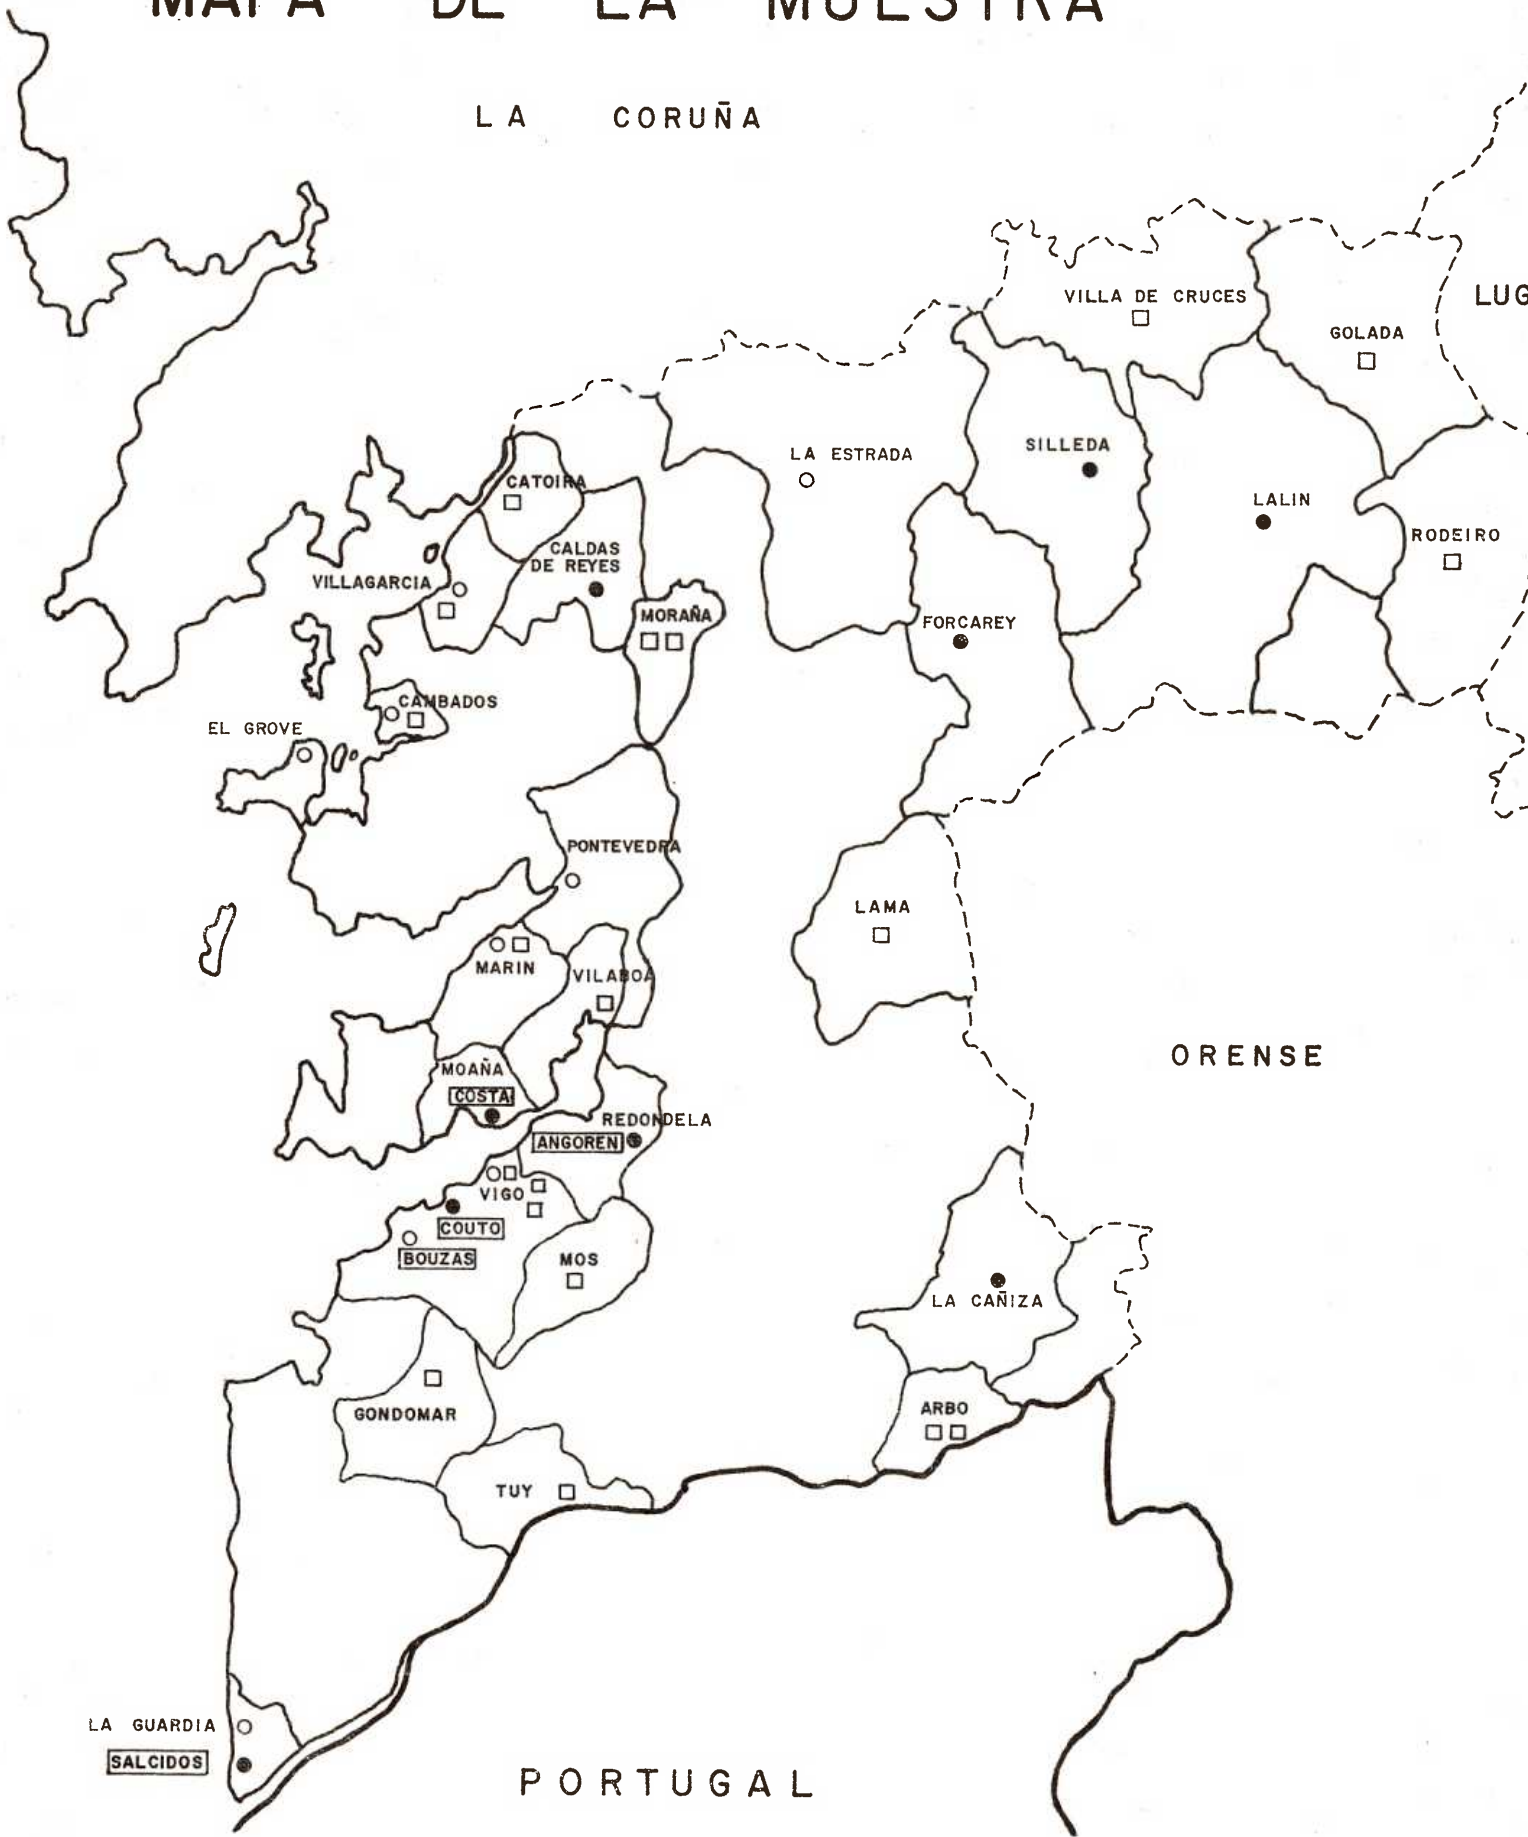 MAPA DE LA MUESTRA
LA CORUÑA
VILLA DE CRUCES
LUG
GOLADA
LA ESTRADA
SILLEDA
CATOIRA
LALIN
RODEIRO
CALDAS
DE REYES
VILLAGARCIA
MORAÑA
FORCAREY
CAMBADOS
EL GROVE
PONTEVEDRA
LAMA
MARIN
VILABOA
ORENSE
MOAÑA
COSTA
REDONDELA
ANGOREN
VIGO
COUTO
BOUZAS
MOS
LA CAÑIZA
ARBO
GONDOMAR
TUY
LA GUARDIA
SALCIDOS
PORTUGAL